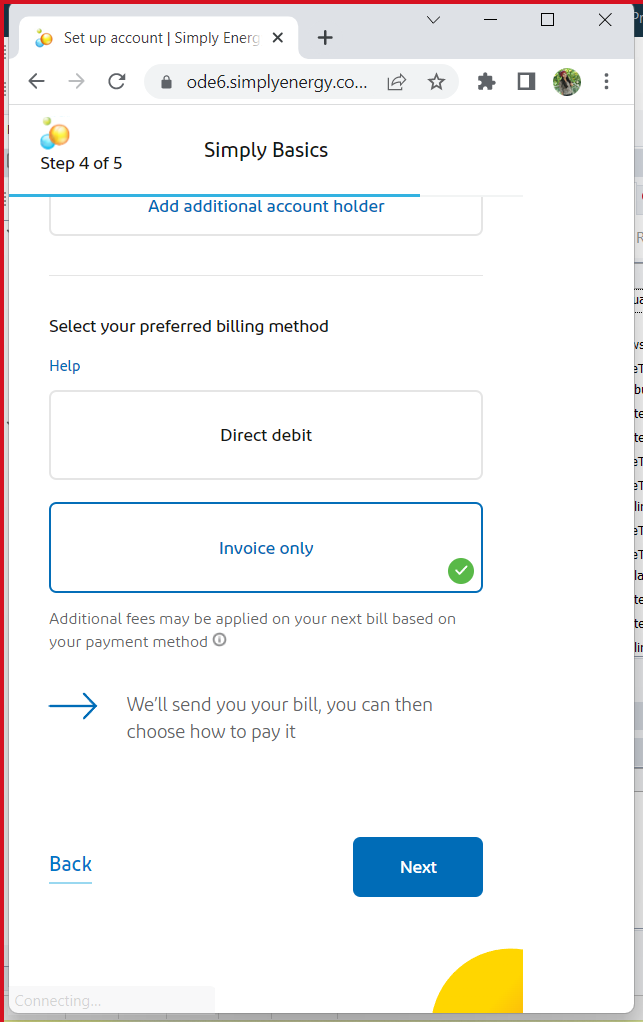 Set up account | Simply Energ
ode6.simplyenergy.co...
Step 4 of 5
Simply Basics
Add additional account holder
Select your preferred billing method
Help
Direct debit
Invoice only
Additional fees may be applied on your next bill based on
your payment method
We'll send you your bill, you can then
choose how to pay it
Back
Next
Connecting...